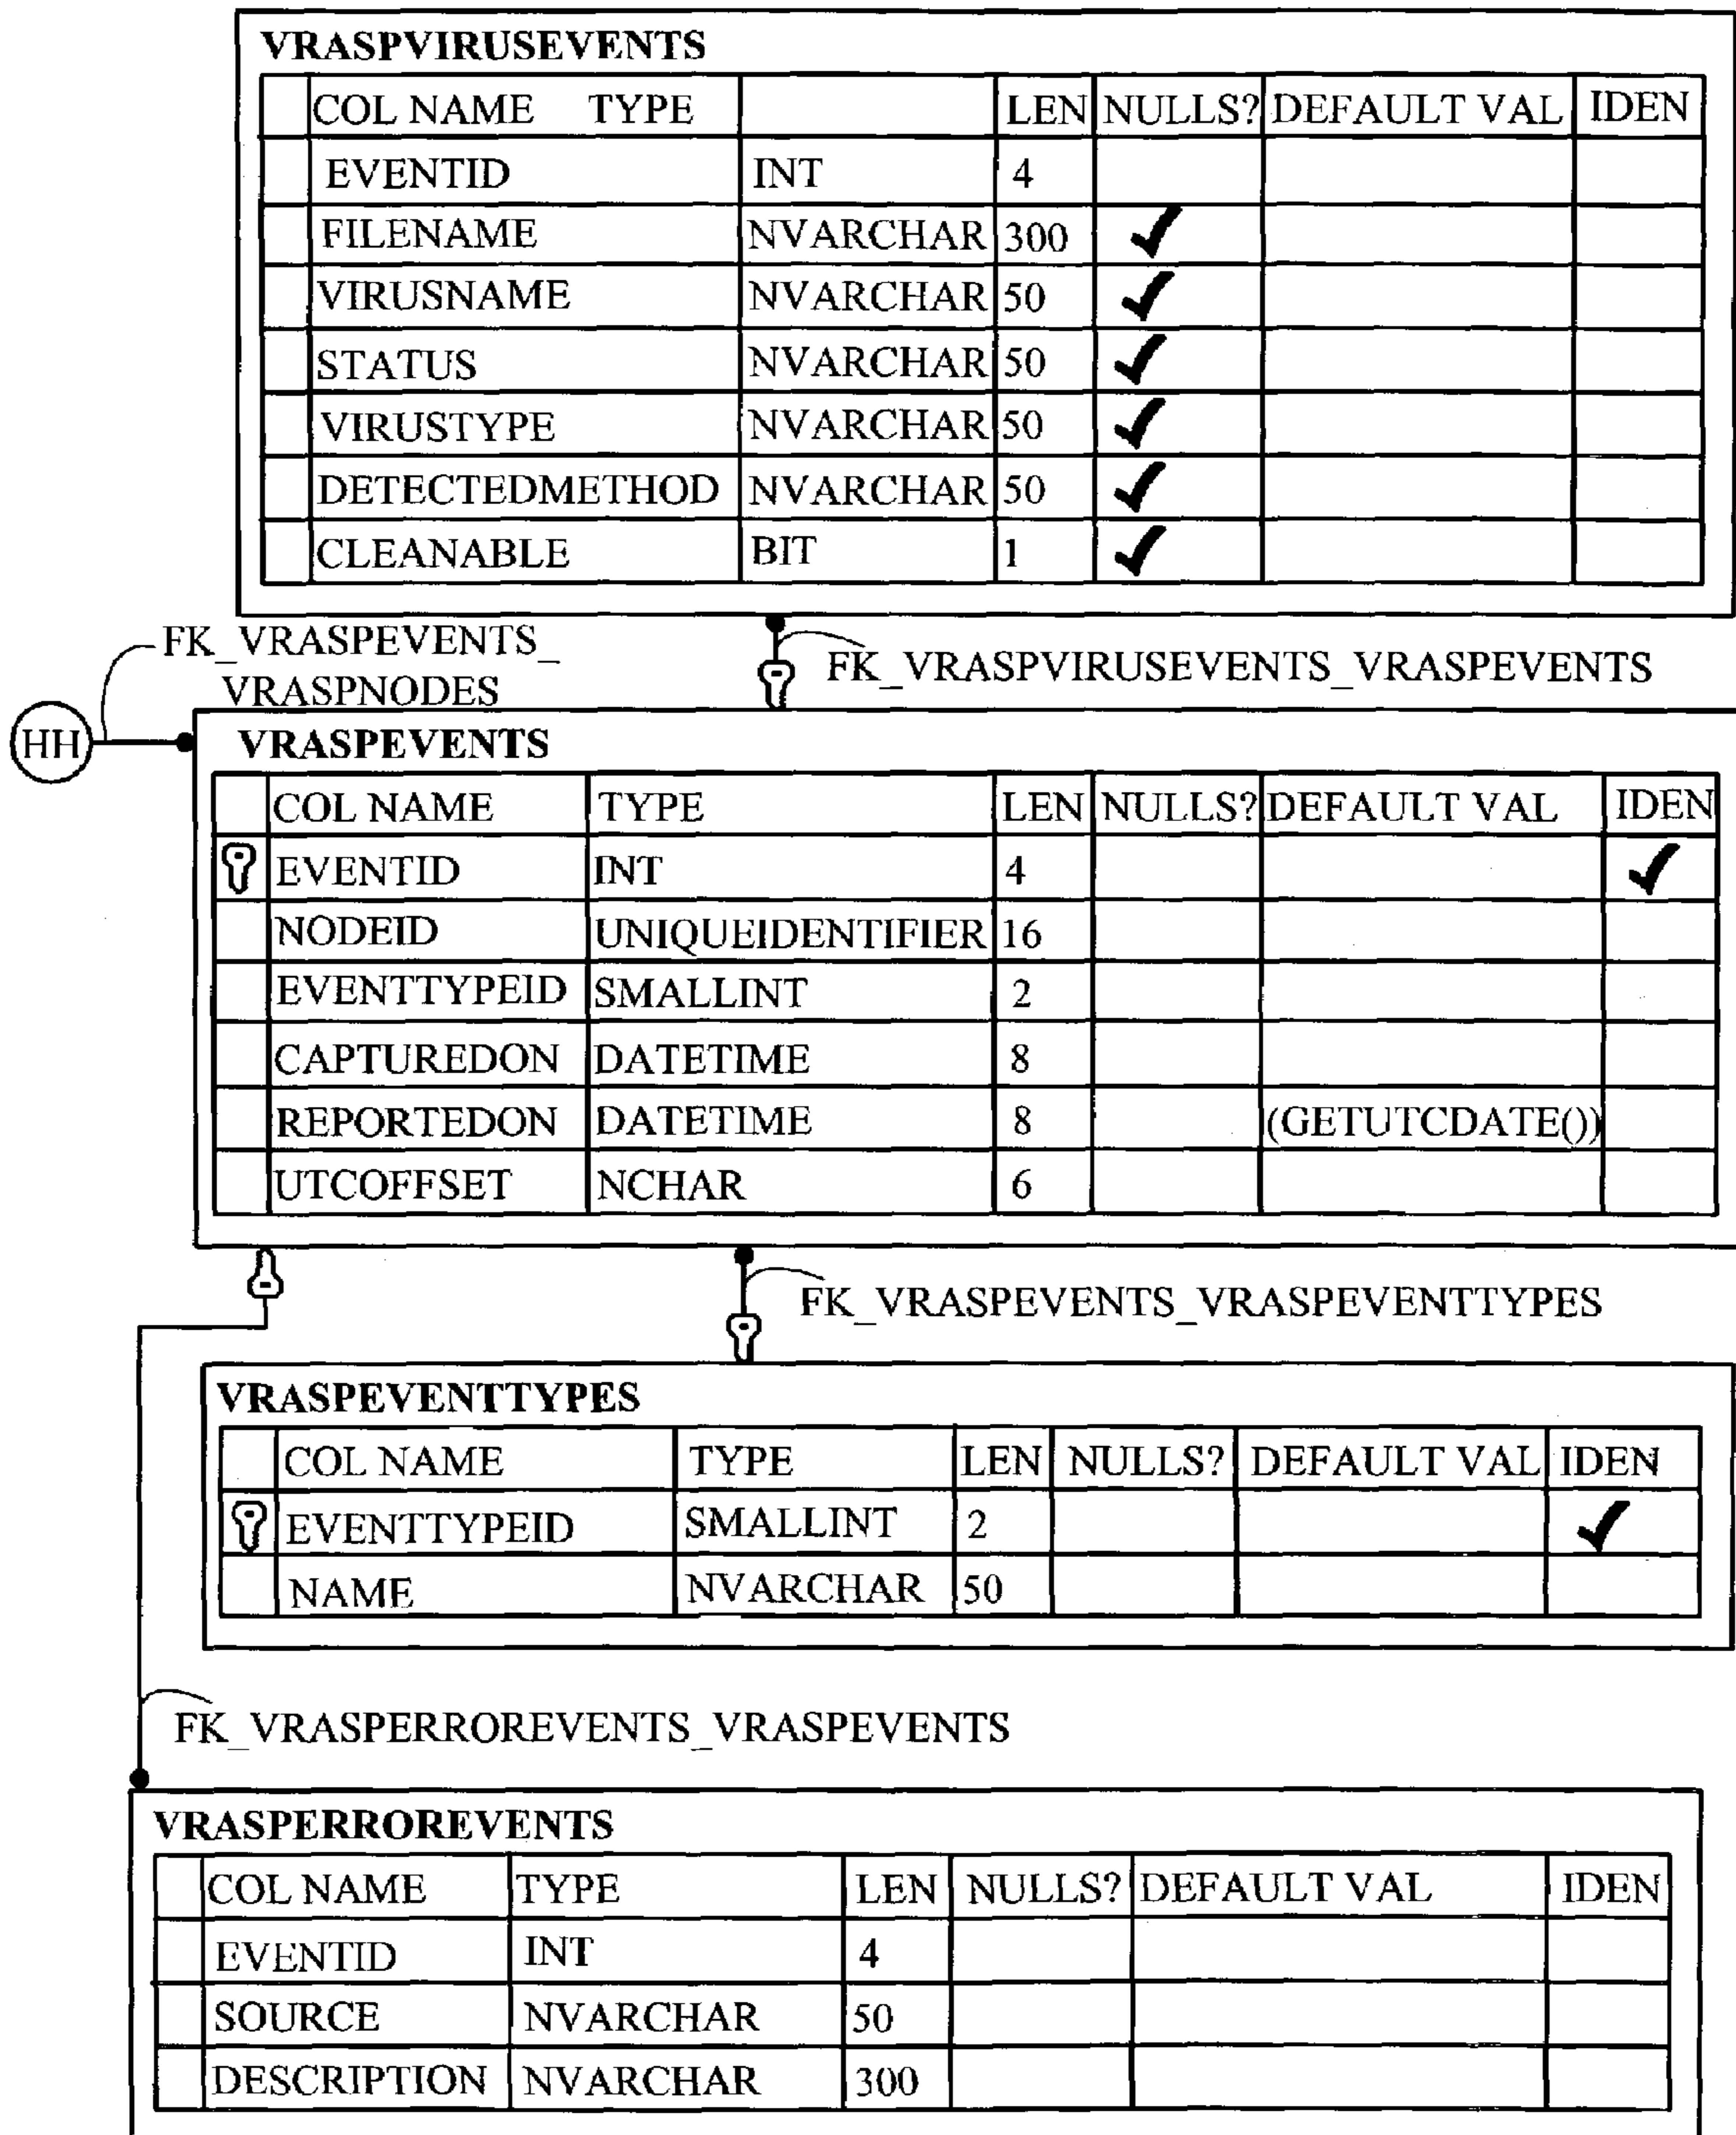 VRASPVIRUSEVENTS
COL NAME TYPE LEN NULLS? DEFAULT VAL IDEN
EVENTID INT 4
FILENAME NVARCHAR 300 ✓
VIRUSNAME NVARCHAR 50 ✓
STATUS NVARCHAR 50 ✓
VIRUSTYPE NVARCHAR 50 ✓
DETECTEDMETHOD NVARCHAR 50 ✓
CLEANABLE BIT 1 ✓
FK_VRASPEVENTS_
VRASPNODES
FK_VRASPVIRUSEVENTS_VRASPEVENTS
HH
VRASPEVENTS
COL NAME TYPE LEN NULLS? DEFAULT VAL IDEN
EVENTID INT 4 ✓
NODEID UNIQUEIDENTIFIER 16
EVENTTYPEID SMALLINT 2
CAPTUREDON DATETIME 8
REPORTEDON DATETIME 8 (GETUTCDATE())
UTCOFFSET NCHAR 6
FK_VRASPEVENTS_VRASPEVENTTYPES
VRASPEVENTTYPES
COL NAME TYPE LEN NULLS? DEFAULT VAL IDEN
EVENTTYPEID SMALLINT 2 ✓
NAME NVARCHAR 50
FK_VRASPERROREVENTS_VRASPEVENTS
VRASPERROREVENTS
COL NAME TYPE LEN NULLS? DEFAULT VAL IDEN
EVENTID INT 4
SOURCE NVARCHAR 50
DESCRIPTION NVARCHAR 300